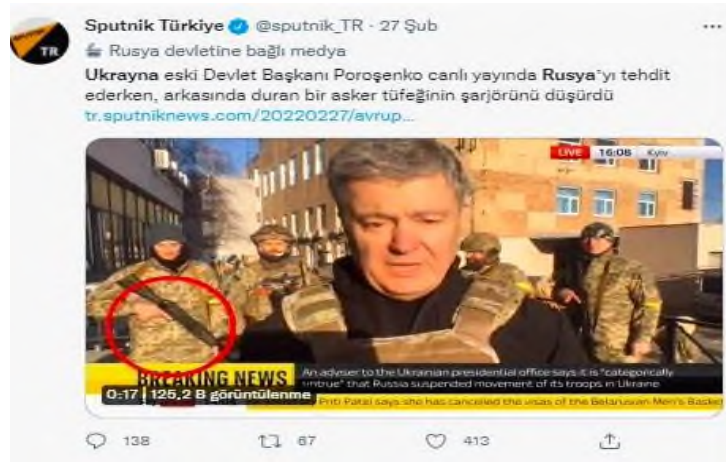 TR
Sputnik Türkiye @sputnik_TR · 27 Şub
Rusya devletine bağlı medya
Ukrayna eski Devlet Başkanı Poroşenko canlı yayında Rusya'yı tehdit
ederken, arkasında duran bir asker tüfeğinin şarjörünü düşürdü
tr.sputniknews.com/20220227/avrup...
LIVE 16:08 Kyiv
BREAKING NEWS
An adviser to the Ukrainian presidential office says it is "categorically
untrue" that Russia suspended movement of its troops in Ukraine
0:17 125,2 B görüntülenme
Priti Patel says she has cancelled the visas of the Belarusian Men's Basket
138 67 413